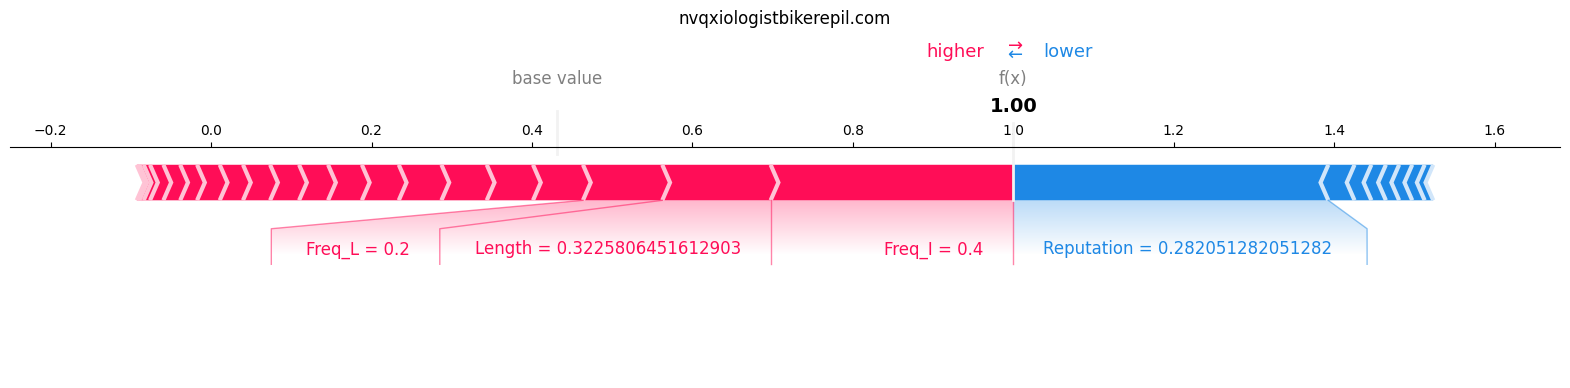 nvqxiologistbikerepil.com
higher ⇄ lower
base value f(x)
1.00
−0.2 0.0 0.2 0.4 0.6 0.8 1.0 1.2 1.4 1.6
Freq_L = 0.2 Length = 0.3225806451612903 Freq_I = 0.4 Reputation = 0.282051282051282